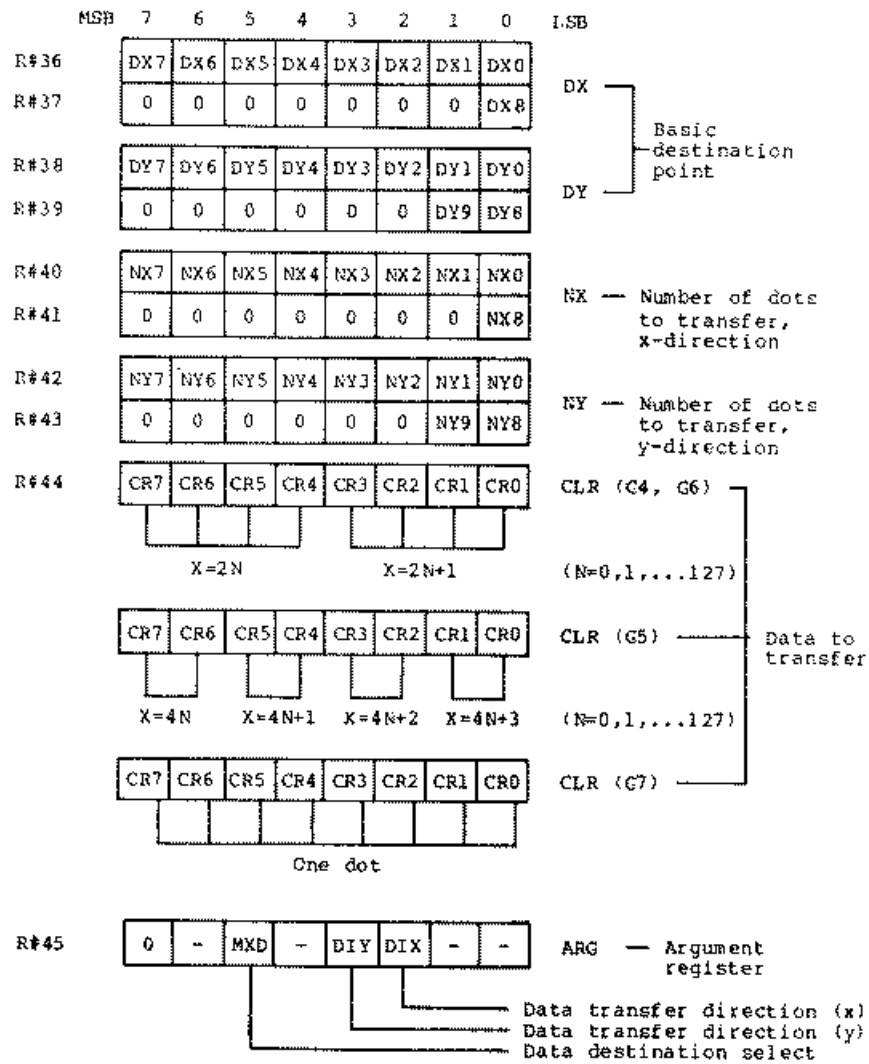 MSB 7 6 5 4 3 2 1 0 LSB
R#36 DX7 DX6 DX5 DX4 DX3 DX2 DX1 DX0
DX
R#37 0 0 0 0 0 0 0 DX8
Basic
destination
point
R#38 DY7 DY6 DY5 DY4 DY3 DY2 DY1 DY0
DY
R#39 0 0 0 0 0 0 DY9 DY8
R#40 NX7 NX6 NX5 NX4 NX3 NX2 NX1 NX0
NX — Number of dots
R#41 0 0 0 0 0 0 0 NX8
to transfer,
x-direction
R#42 NY7 NY6 NY5 NY4 NY3 NY2 NY1 NY0
NY — Number of dots
R#43 0 0 0 0 0 0 NY9 NY8
to transfer,
y-direction
R#44 CR7 CR6 CR5 CR4 CR3 CR2 CR1 CR0 CLR (G4, G6)
X=2N X=2N+1 (N=0,1,...127)
CR7 CR6 CR5 CR4 CR3 CR2 CR1 CR0 CLR (G5) Data to
transfer
X=4N X=4N+1 X=4N+2 X=4N+3 (N=0,1,...127)
CR7 CR6 CR5 CR4 CR3 CR2 CR1 CR0 CLR (G7)
One dot
R#45 0 - MXD - DIY DIX - - ARG — Argument
register
Data transfer direction (x)
Data transfer direction (y)
Data destination select